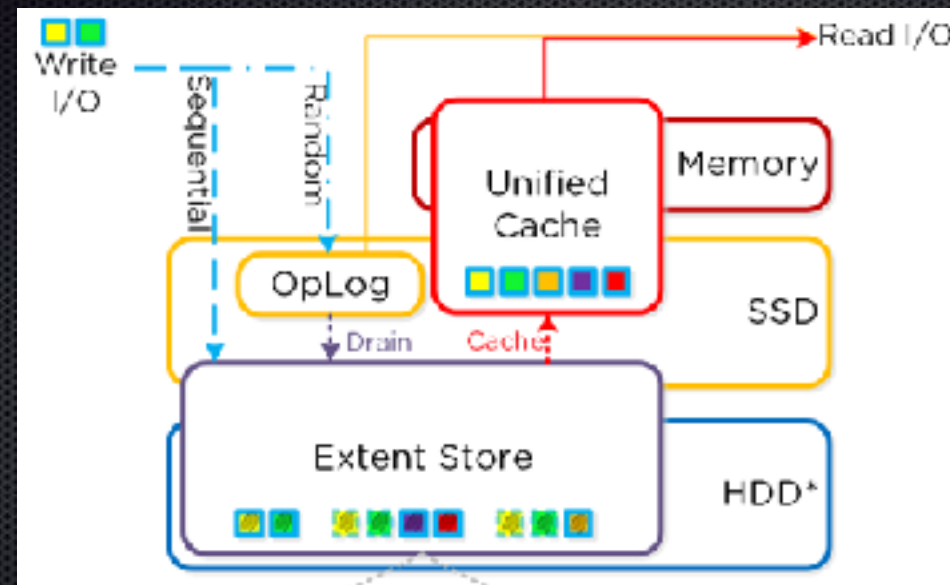 Write
I/O
Sequential
Random
Read I/O
Unified
Cache
Memory
OpLog
SSD
Drain
Cache
Extent Store
HDD*